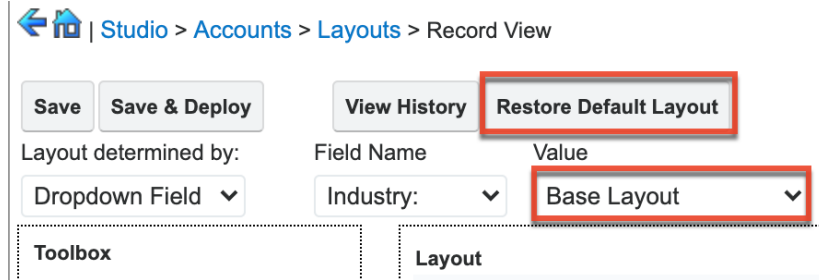 | Studio > Accounts > Layouts > Record View
Save Save & Deploy View History Restore Default Layout
Layout determined by: Field Name Value
Dropdown Field Industry: Base Layout
Toolbox Layout